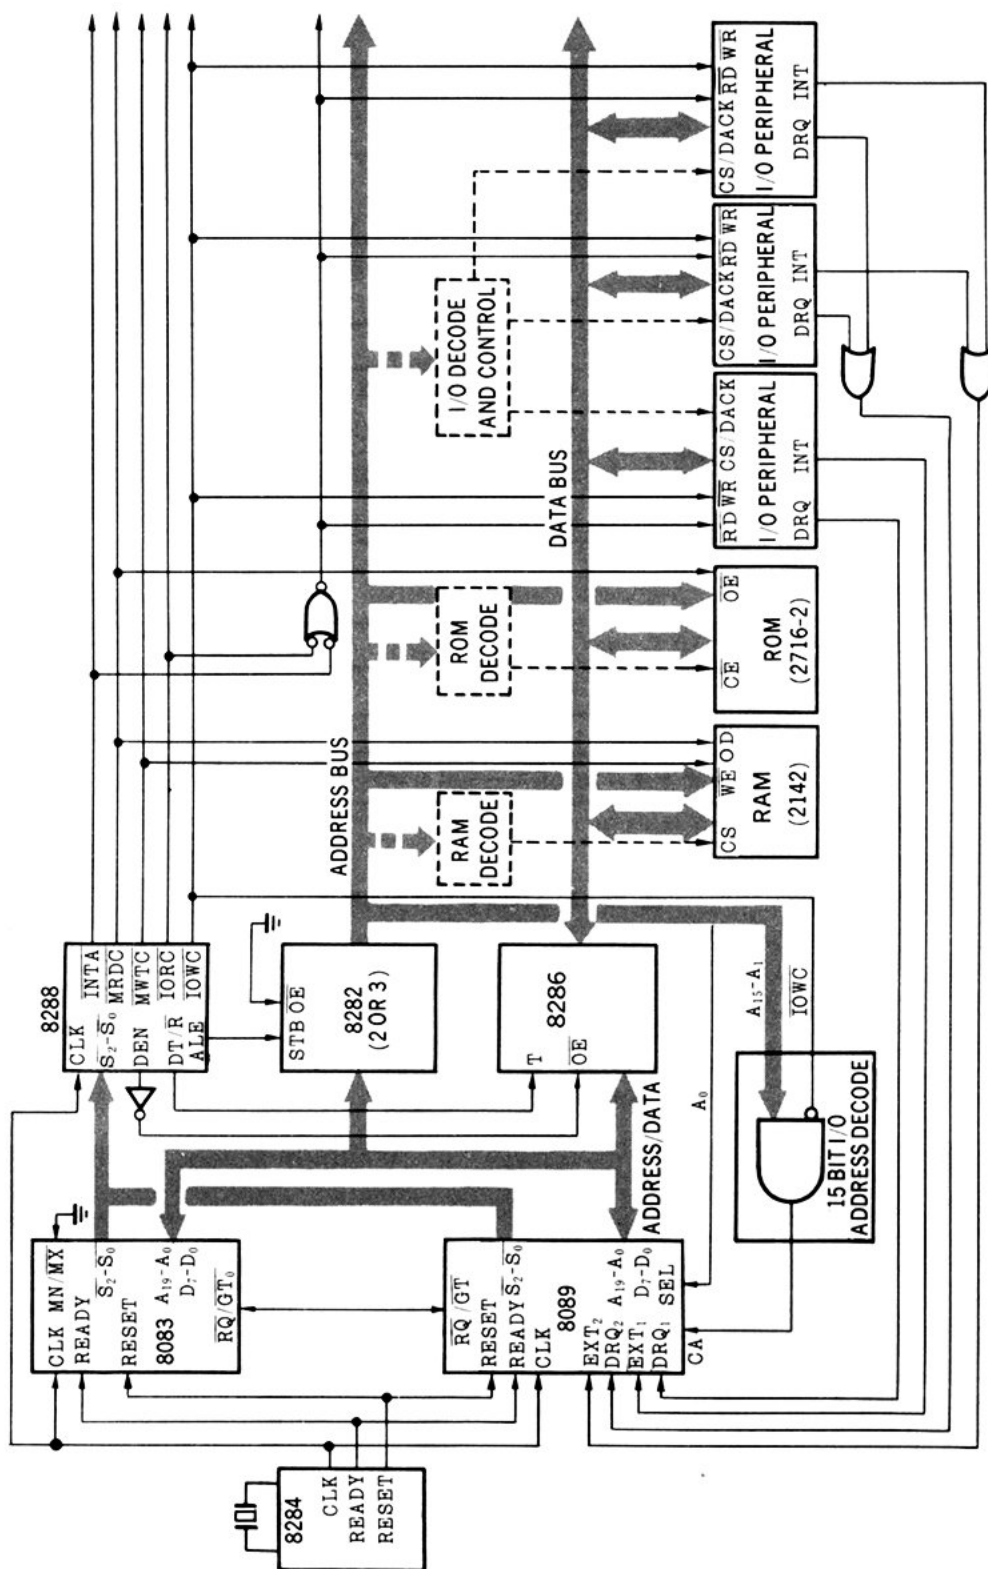 8284
CLK
READY
RESET
CLK MN/MX
READY
RESET
8083
S2-S0
A19-A0
D7-D0
RQ/GT0
RQ/GT
RESET
READY
CLK
8089
S2-S0
EXT2
DRQ2
EXT1
DRQ1
A19-A0
D7-D0
SEL
CA
8288
CLK
S2-S0
DEN
DT/R
ALE
INTA
MRDC
MWTC
IORC
IOWC
STB OE
8282
(2 OR 3)
8286
T
OE
ADDRESS/DATA
A0
A15-A1
IOWC
15 BIT I/O
ADDRESS DECODE
ADDRESS BUS
DATA BUS
RAM
DECODE
ROM
DECODE
I/O DECODE
AND CONTROL
CS WE OD
RAM
(2142)
CE OE
ROM
(2716-2)
RD WR CS/DACK
I/O PERIPHERAL
DRQ INT
CS/DACK RD WR
I/O PERIPHERAL
DRQ INT
CS/DACK RD WR
I/O PERIPHERAL
DRQ INT